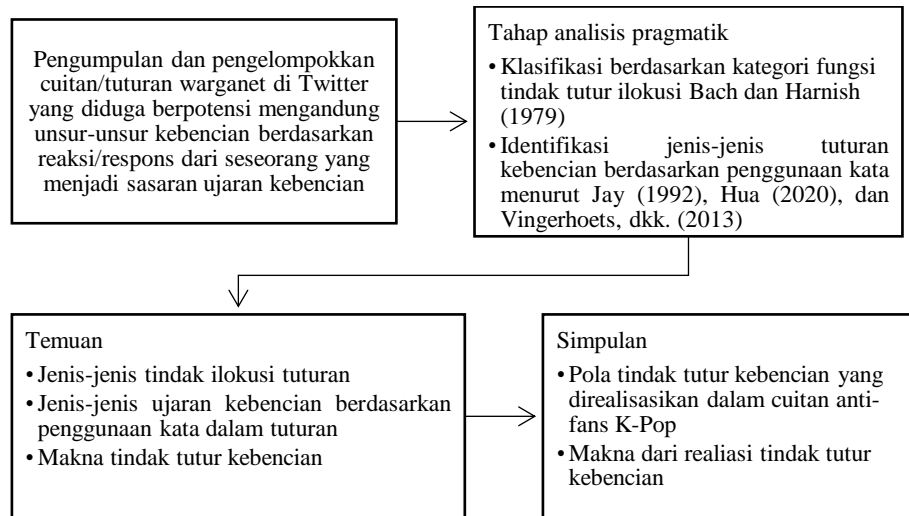 Pengumpulan dan pengelompokkan
cuitan/tuturan warganet di Twitter
yang diduga berpotensi mengandung
unsur-unsur kebencian berdasarkan
reaksi/respons dari seseorang yang
menjadi sasaran ujaran kebencian
Tahap analisis pragmatik
• Klasifikasi berdasarkan kategori fungsi
tindak tutur ilokusi Bach dan Harnish
(1979)
• Identifikasi jenis-jenis tuturan
kebencian berdasarkan penggunaan kata
menurut Jay (1992), Hua (2020), dan
Vingerhoets, dkk. (2013)
Temuan
• Jenis-jenis tindak ilokusi tuturan
• Jenis-jenis ujaran kebencian berdasarkan
penggunaan kata dalam tuturan
• Makna tindak tutur kebencian
Simpulan
• Pola tindak tutur kebencian yang
direalisasikan dalam cuitan anti-
fans K-Pop
• Makna dari realiasi tindak tutur
kebencian